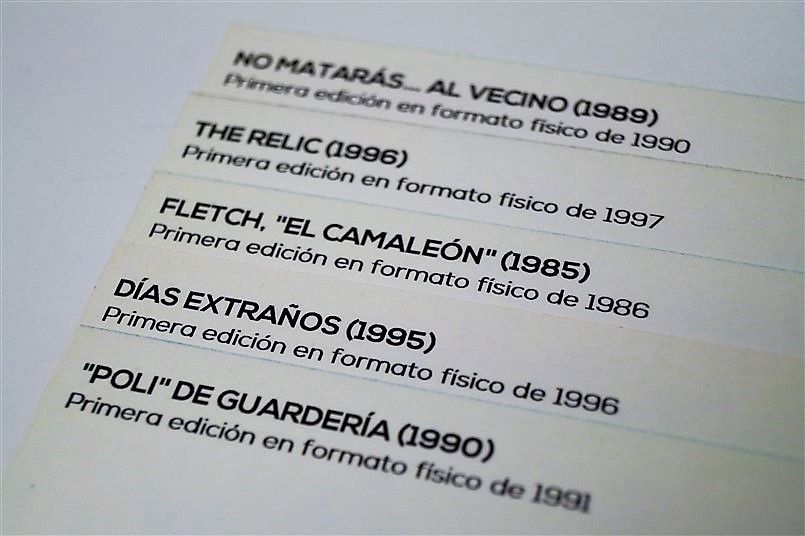 NO MATARÁS... AL VECINO (1989)
Primera edición en formato físico de 1990
THE RELIC (1996)
Primera edición en formato físico de 1997
FLETCH, "EL CAMALEÓN" (1985)
Primera edición en formato físico de 1986
DÍAS EXTRAÑOS (1995)
Primera edición en formato físico de 1996
"POLI" DE GUARDERÍA (1990)
Primera edición en formato físico de 1991